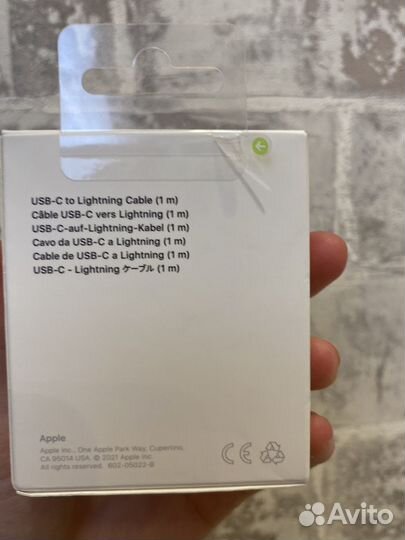 USB-C to Lightning Cable (1 m)
Câble USB-C vers Lightning (1 m)
USB-C-auf-Lightning-Kabel (1 m)
Cavo da USB-C a Lightning (1 m)
Cable de USB-C a Lightning (1 m)
USB-C - Lightning ケーブル (1 m)
Apple
Apple Inc., One Apple Park Way, Cupertino,
CA 95014 USA. © 2021 Apple Inc.
All rights reserved. 602-05022-B
CE
Avito